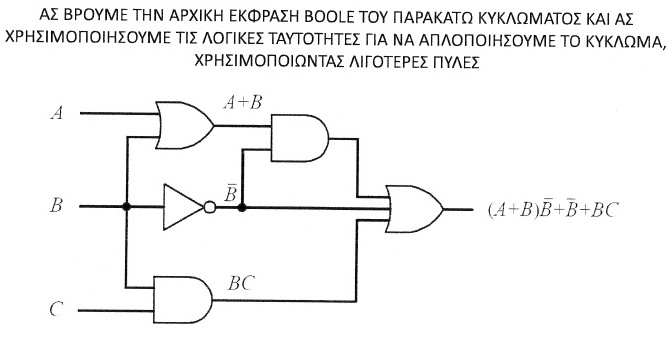 ΑΣ ΒΡΟΥΜΕ ΤΗΝ ΑΡΧΙΚΗ ΕΚΦΡΑΣΗ BOOLE ΤΟΥ ΠΑΡΑΚΑΤΩ ΚΥΚΛΩΜΑΤΟΣ ΚΑΙ ΑΣ
ΧΡΗΣΙΜΟΠΟΙΗΣΟΥΜΕ ΤΙΣ ΛΟΓΙΚΕΣ ΤΑΥΤΟΤΗΤΕΣ ΓΙΑ ΝΑ ΑΠΛΟΠΟΙΗΣΟΥΜΕ ΤΟ ΚΥΚΛΩΜΑ,
ΧΡΗΣΙΜΟΠΟΙΩΝΤΑΣ ΛΙΓΟΤΕΡΕΣ ΠΥΛΕΣ
A+B
A
B̄
B
(A+B)B̄+B̄+BC
BC
C